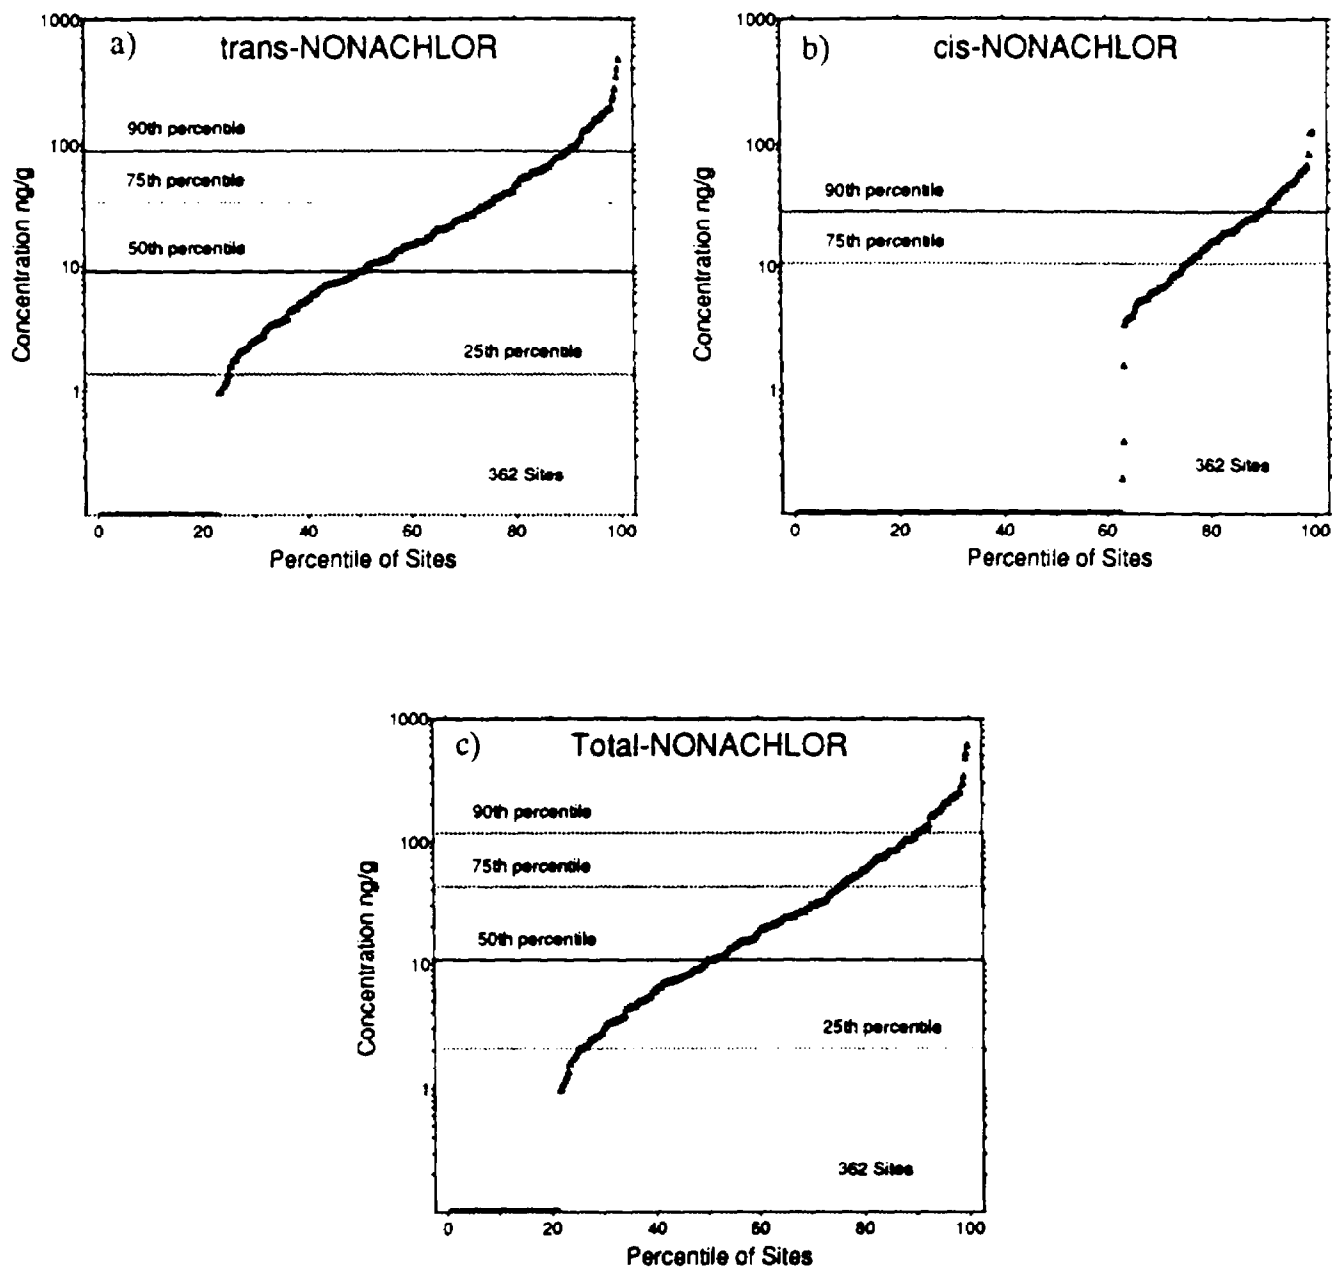 a) trans-NONACHLOR
1000
100
10
1
Concentration ng/g
90th percentile
75th percentile
50th percentile
25th percentile
362 Sites
0 20 40 60 80 100
Percentile of Sites
b) cis-NONACHLOR
1000
100
10
1
Concentration ng/g
90th percentile
75th percentile
362 Sites
0 20 40 60 80 100
Percentile of Sites
c) Total-NONACHLOR
1000
100
10
1
Concentration ng/g
90th percentile
75th percentile
50th percentile
25th percentile
362 Sites
0 20 40 60 80 100
Percentile of Sites